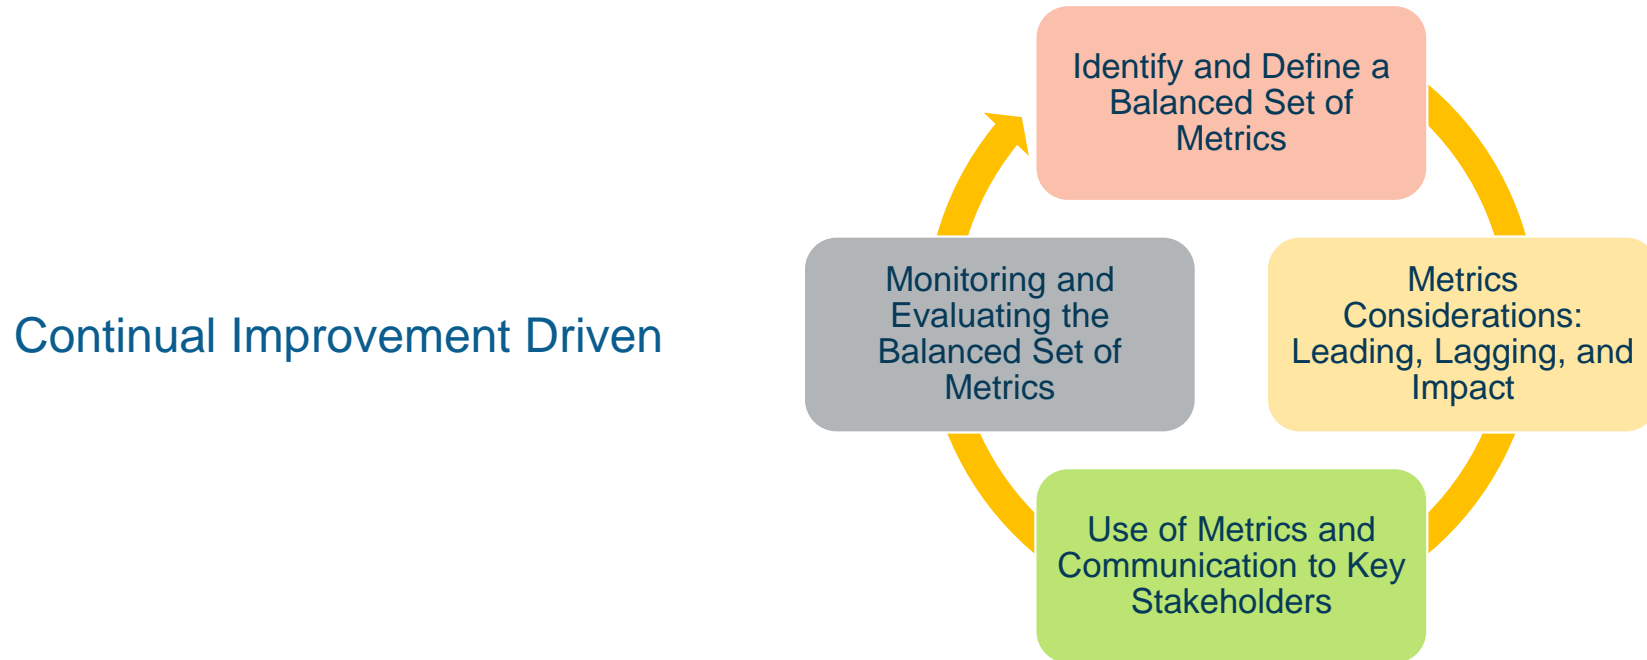 Continual Improvement Driven
Identify and Define a
Balanced Set of
Metrics
Metrics
Considerations:
Leading, Lagging, and
Impact
Use of Metrics and
Communication to Key
Stakeholders
Monitoring and
Evaluating the
Balanced Set of
Metrics